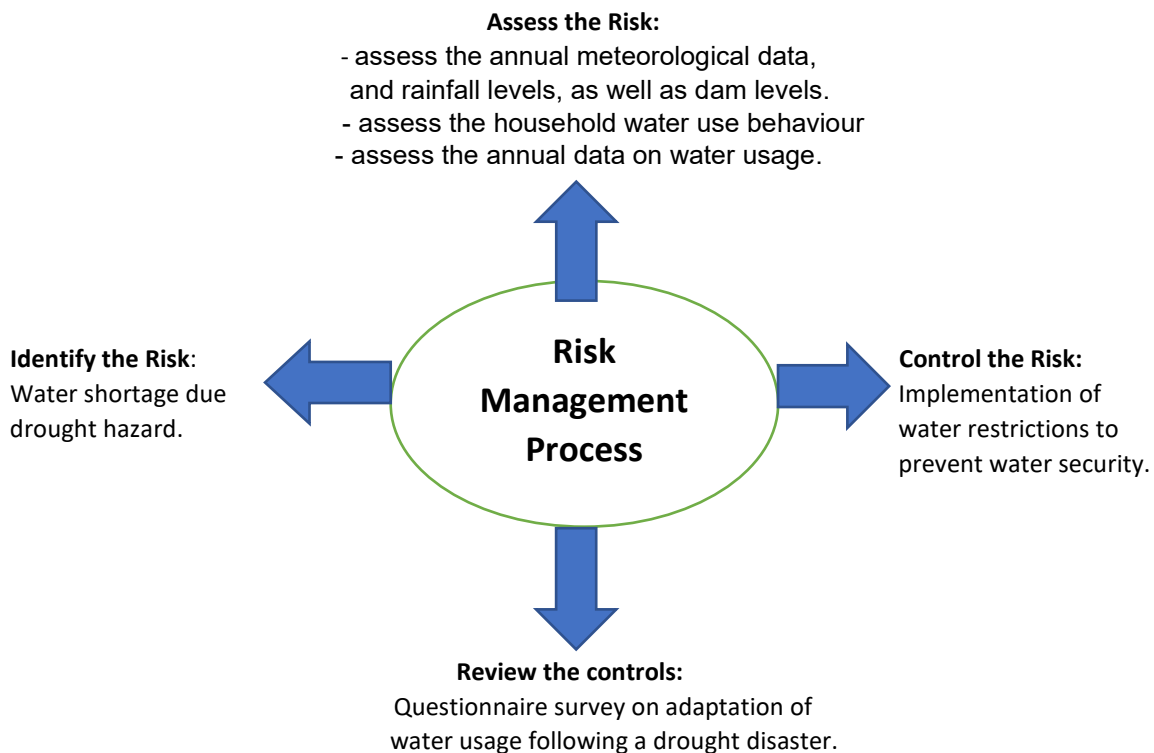 Assess the Risk:
- assess the annual meteorological data,
and rainfall levels, as well as dam levels.
- assess the household water use behaviour
- assess the annual data on water usage.
Identify the Risk:
Water shortage due
drought hazard.
Risk
Management
Process
Control the Risk:
Implementation of
water restrictions to
prevent water security.
Review the controls:
Questionnaire survey on adaptation of
water usage following a drought disaster.